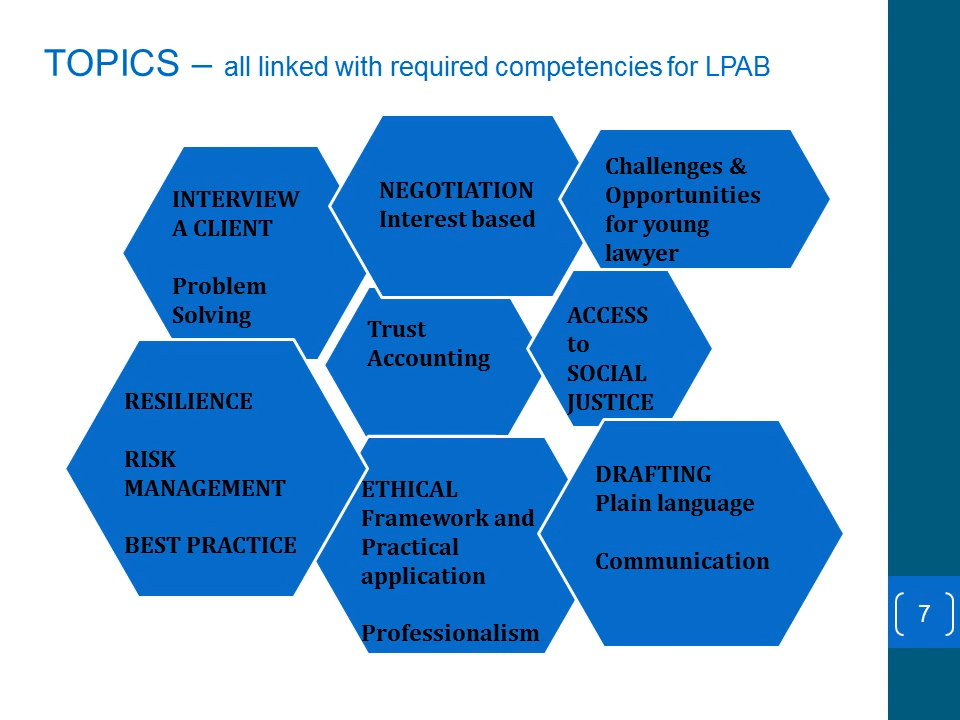 TOPICS – all linked with required competencies for LPAB
INTERVIEW
A CLIENT
Problem
Solving
NEGOTIATION
Interest based
Challenges &
Opportunities
for young
lawyer
Trust
Accounting
ACCESS
to
SOCIAL
JUSTICE
RESILIENCE
RISK
MANAGEMENT
BEST PRACTICE
ETHICAL
Framework and
Practical
application
Professionalism
DRAFTING
Plain language
Communication
7